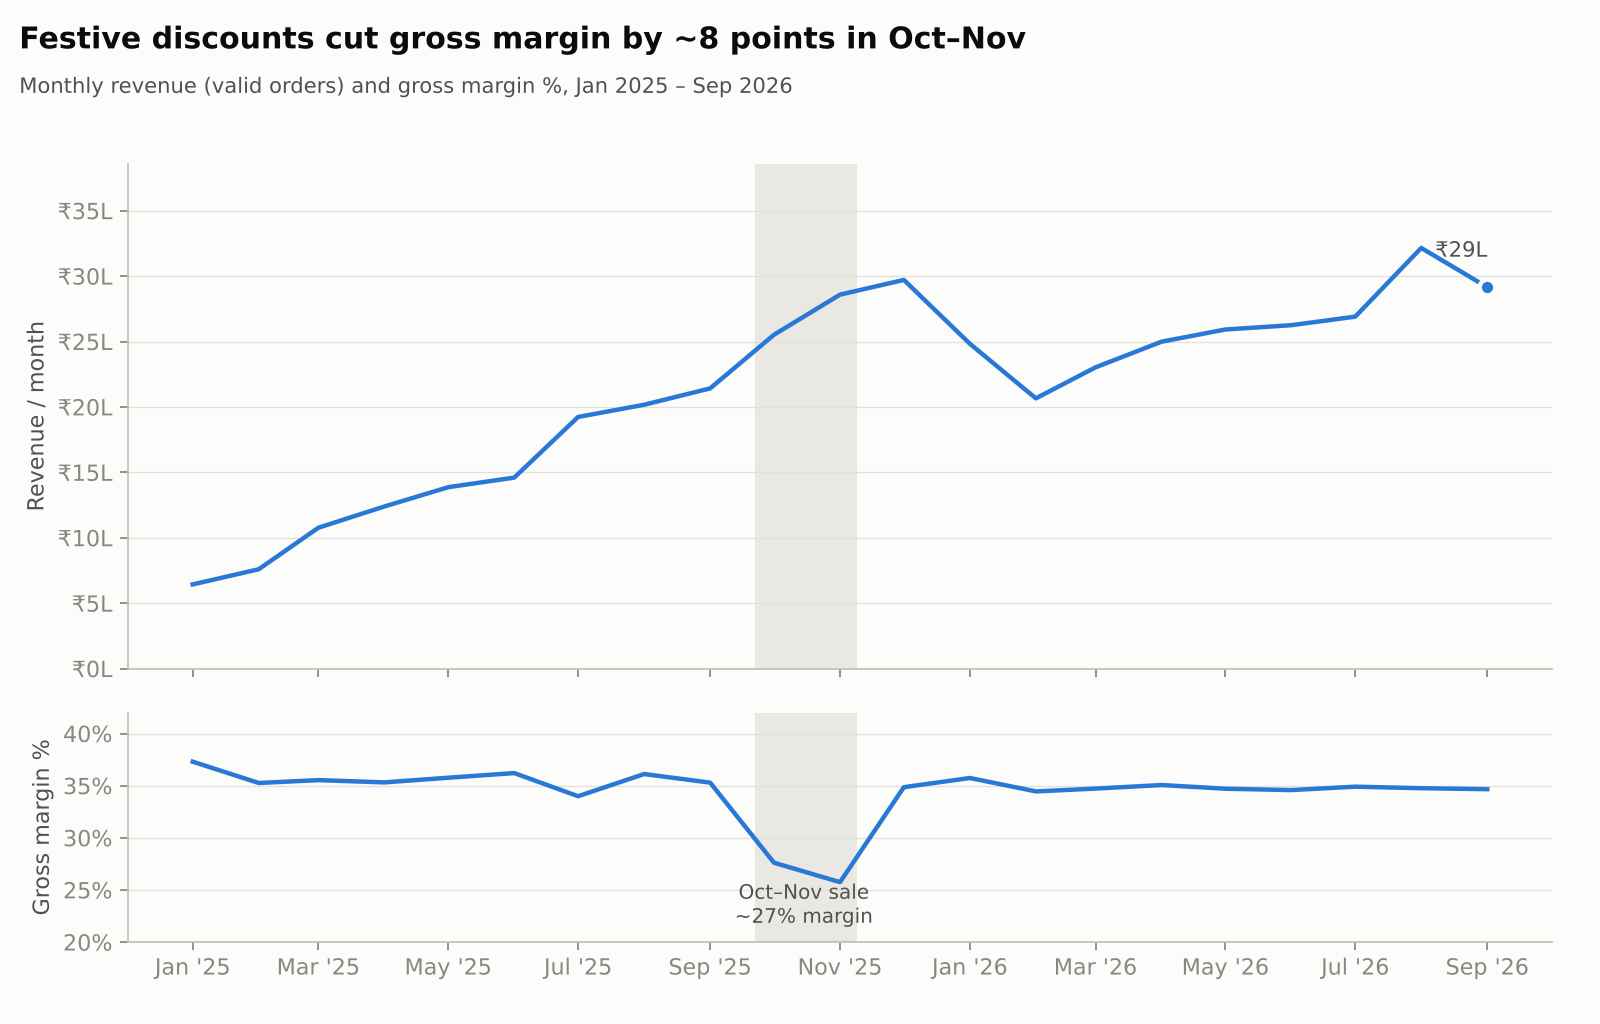 Festive discounts cut gross margin by ~8 points in Oct–Nov
Monthly revenue (valid orders) and gross margin %, Jan 2025 – Sep 2026
Revenue / month
₹35L
₹30L
₹25L
₹20L
₹15L
₹10L
₹5L
₹0L
₹29L
Gross margin %
40%
35%
30%
25%
20%
Oct–Nov sale
~27% margin
Jan '25 Mar '25 May '25 Jul '25 Sep '25 Nov '25 Jan '26 Mar '26 May '26 Jul '26 Sep '26